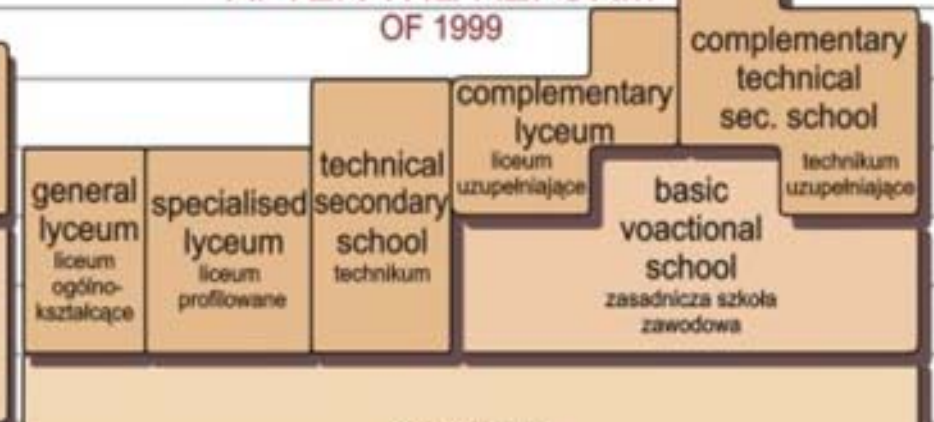 OF 1999
general
lyceum
liceum
ogólno-
kształcące
specialised
lyceum
liceum
profilowane
technical
secondary
school
technikum
complementary
lyceum
liceum
uzupełniające
complementary
technical
sec. school
technikum
uzupełniające
basic
voactional
school
zasadnicza szkoła
zawodowa